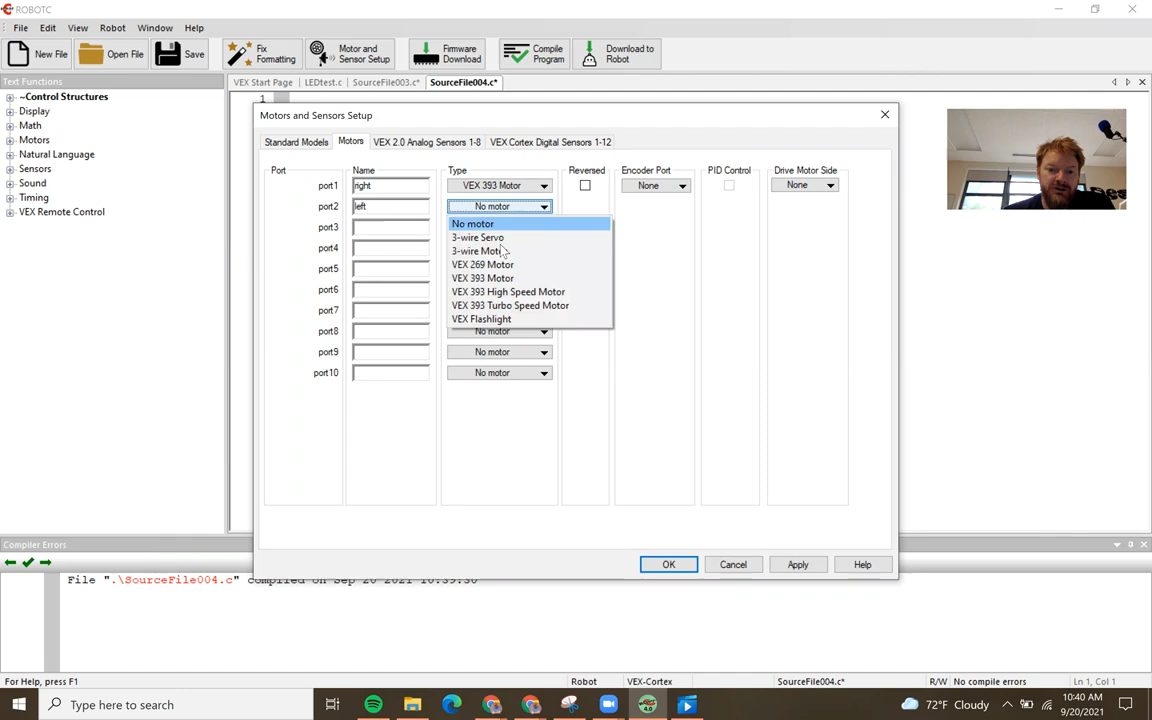 ROBOTC
File Edit View Robot Window Help
New File Open File Save Fix Formatting Motor and Sensor Setup Firmware Download Compile Program Download to Robot
Text Functions
VEX Start Page LEDtest.c SourceFile003.c* SourceFile004.c*
~Control Structures
Display
Math
Motors
Natural Language
Sensors
Sound
Timing
VEX Remote Control
1
Motors and Sensors Setup
Standard Models Motors VEX 2.0 Analog Sensors 1-8 VEX Cortex Digital Sensors 1-12
Port Name Type Reversed Encoder Port PID Control Drive Motor Side
port1 right VEX 393 Motor None None
port2 left No motor
port3
port4
port5
port6
port7
port8 No motor
port9 No motor
port10 No motor
No motor
3-wire Servo
3-wire
VEX 269 Motor
VEX 393 Motor
VEX 393 High Speed Motor
VEX 393 Turbo Speed Motor
VEX Flashlight
OK Cancel Apply Help
Compiler Errors
File ".\SourceFile004.c" compiled on Sep 20 2021 10:39:30
For Help, press F1 Robot VEX-Cortex SourceFile004.c* R/W No compile errors Ln 1, Col 1
Type here to search
4.0
72°F Cloudy
10:40 AM
9/20/2021